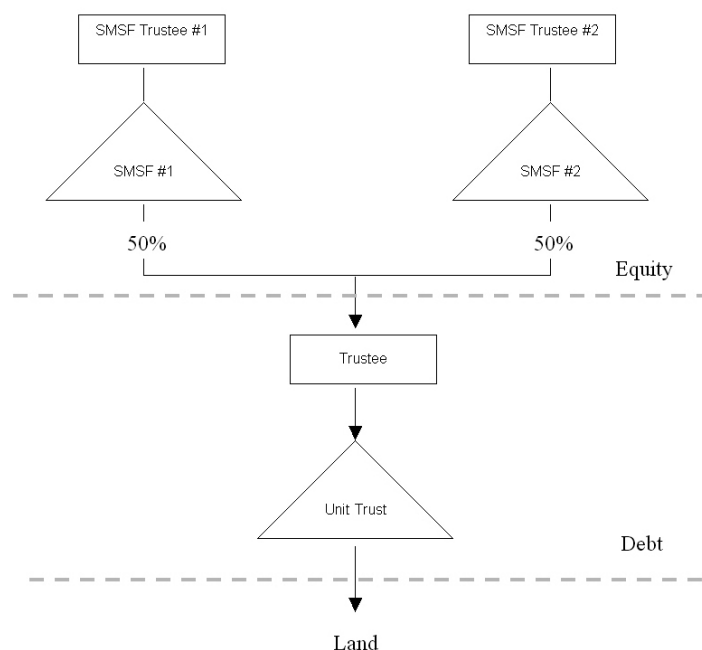 SMSF Trustee #1
SMSF Trustee #2
SMSF #1
SMSF #2
50%
50%
Equity
Trustee
Unit Trust
Debt
Land